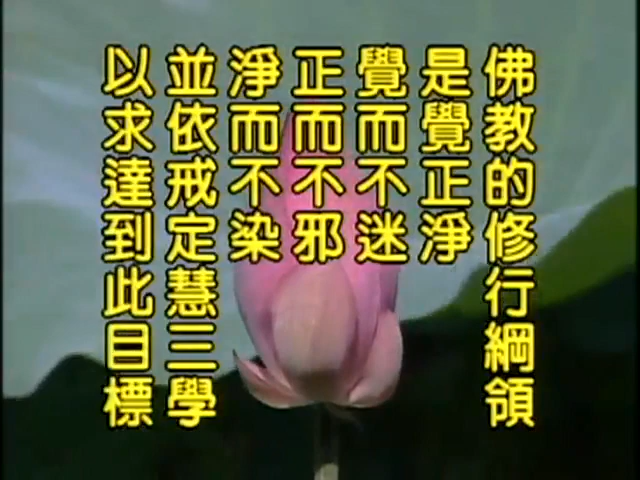 佛教的修行綱領
是覺正淨
覺而不迷
正而不邪
淨而不染
並依戒定慧三學
以求達到此目標